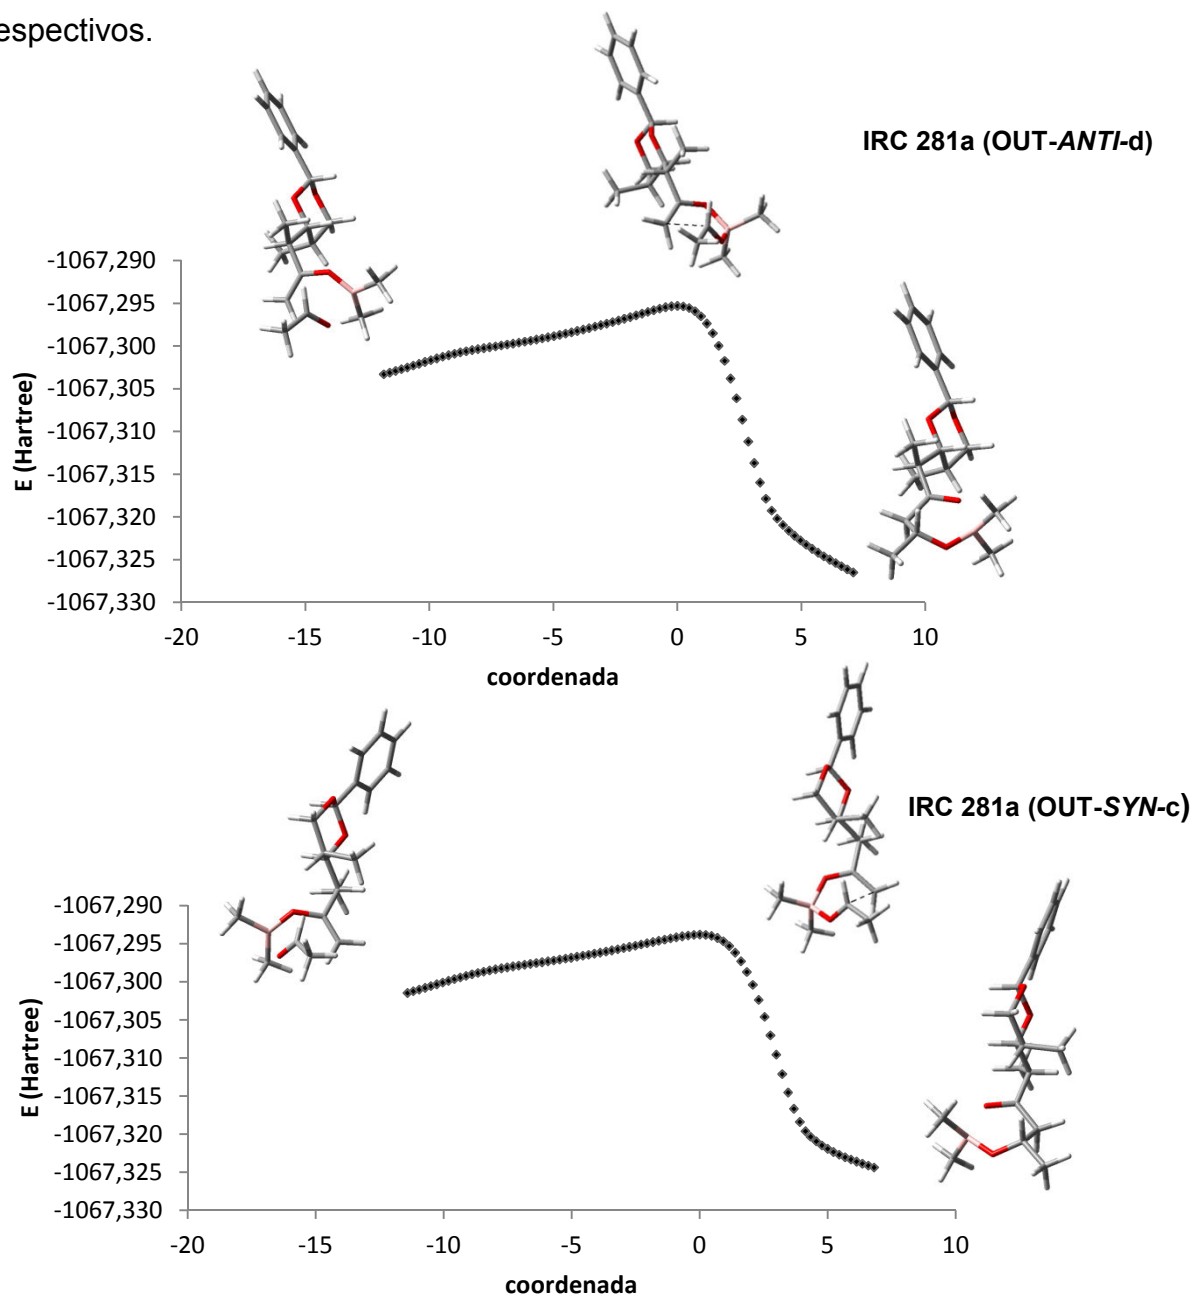 espectivos.
IRC 281a (OUT-ANTI-d)
E (Hartree)
-1067,290
-1067,295
-1067,300
-1067,305
-1067,310
-1067,315
-1067,320
-1067,325
-1067,330
-20 -15 -10 -5 0 5 10
coordenada
IRC 281a (OUT-SYN-c)
E (Hartree)
-1067,290
-1067,295
-1067,300
-1067,305
-1067,310
-1067,315
-1067,320
-1067,325
-1067,330
-20 -15 -10 -5 0 5 10
coordenada